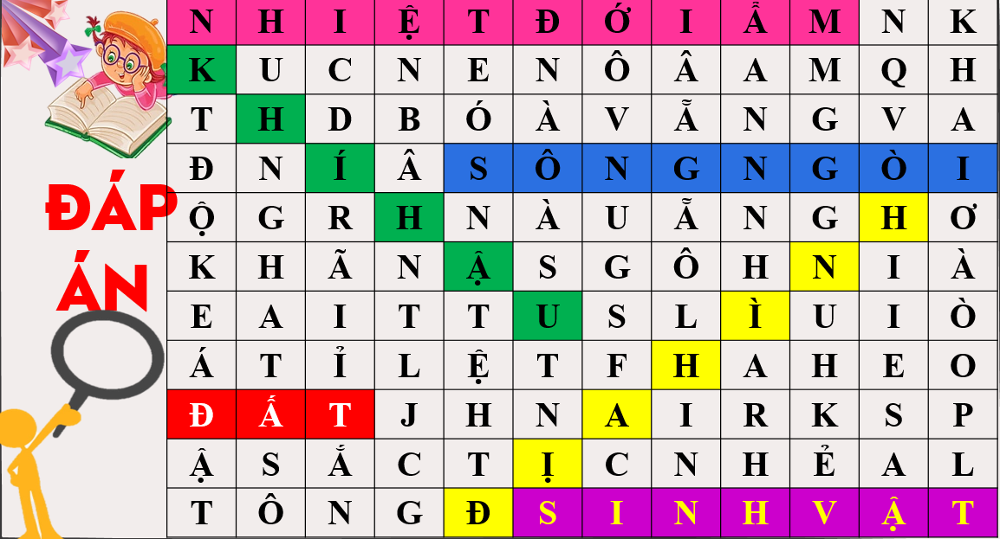 ĐÁP
ÁN
N H I Ệ T Đ Ớ I Ẩ M N K
K U C N E N Ô Â A M Q H
T H D B Ó À V Ẵ N G V A
Đ N Í Â S Ô N G N G Ò I
Ộ G R H N À U Ẵ N G H Ơ
K H Ã N Ậ S G Ô H N I À
E A I T T U S L Ì U I Ò
Á T Ỉ L Ệ T F H A H E O
Đ Ấ T J H N A I R K S P
Ậ S Ắ C T Ị C N H Ẻ A L
T Ô N G Đ S I N H V Ậ T